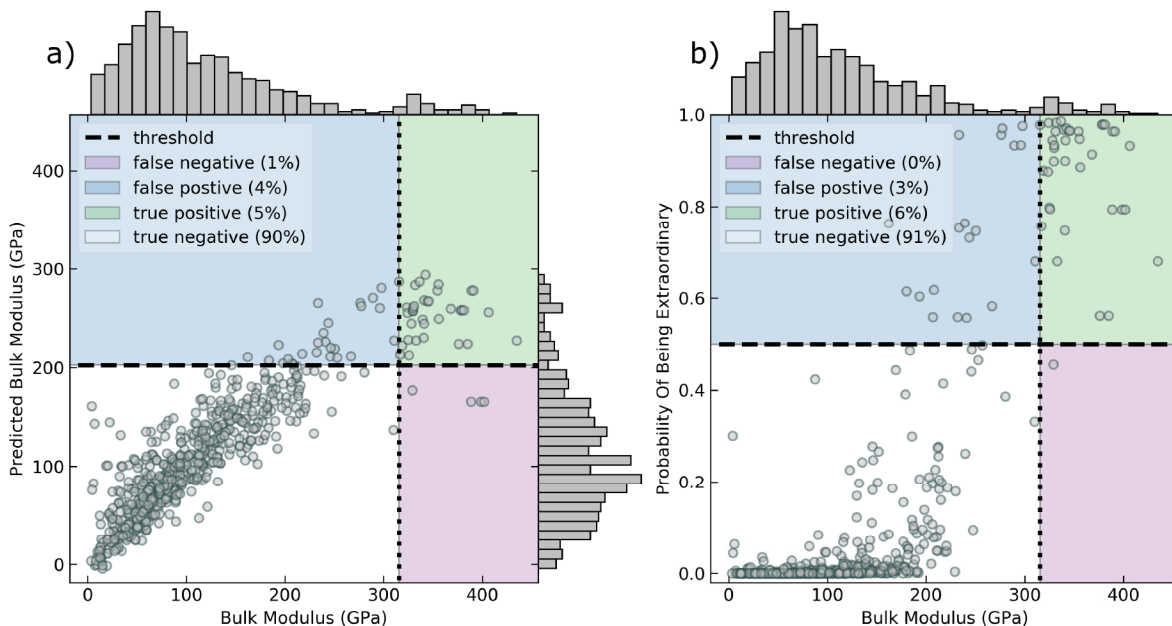 a)
threshold
false negative (1%)
false postive (4%)
true positive (5%)
true negative (90%)
Predicted Bulk Modulus (GPa)
400
300
200
100
0
0 100 200 300 400
Bulk Modulus (GPa)
b)
threshold
false negative (0%)
false postive (3%)
true positive (6%)
true negative (91%)
Probability Of Being Extraordinary
1.0
0.8
0.6
0.4
0.2
0.0
0 100 200 300 400
Bulk Modulus (GPa)